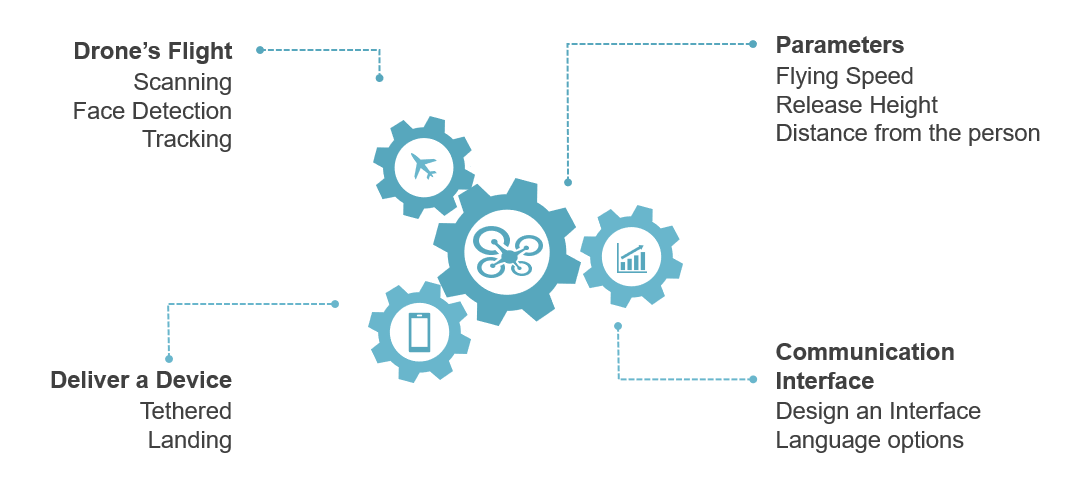 Drone’s Flight
Scanning
Face Detection
Tracking
Parameters
Flying Speed
Release Height
Distance from the person
Deliver a Device
Tethered
Landing
Communication
Interface
Design an Interface
Language options